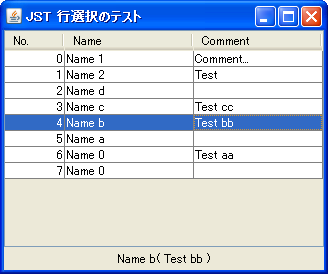 JST 行選択のテスト
No. Name Comment
0 Name 1 Comment...
1 Name 2 Test
2 Name d
3 Name c Test cc
4 Name b Test bb
5 Name a
6 Name 0 Test aa
7 Name 0
Name b( Test bb )